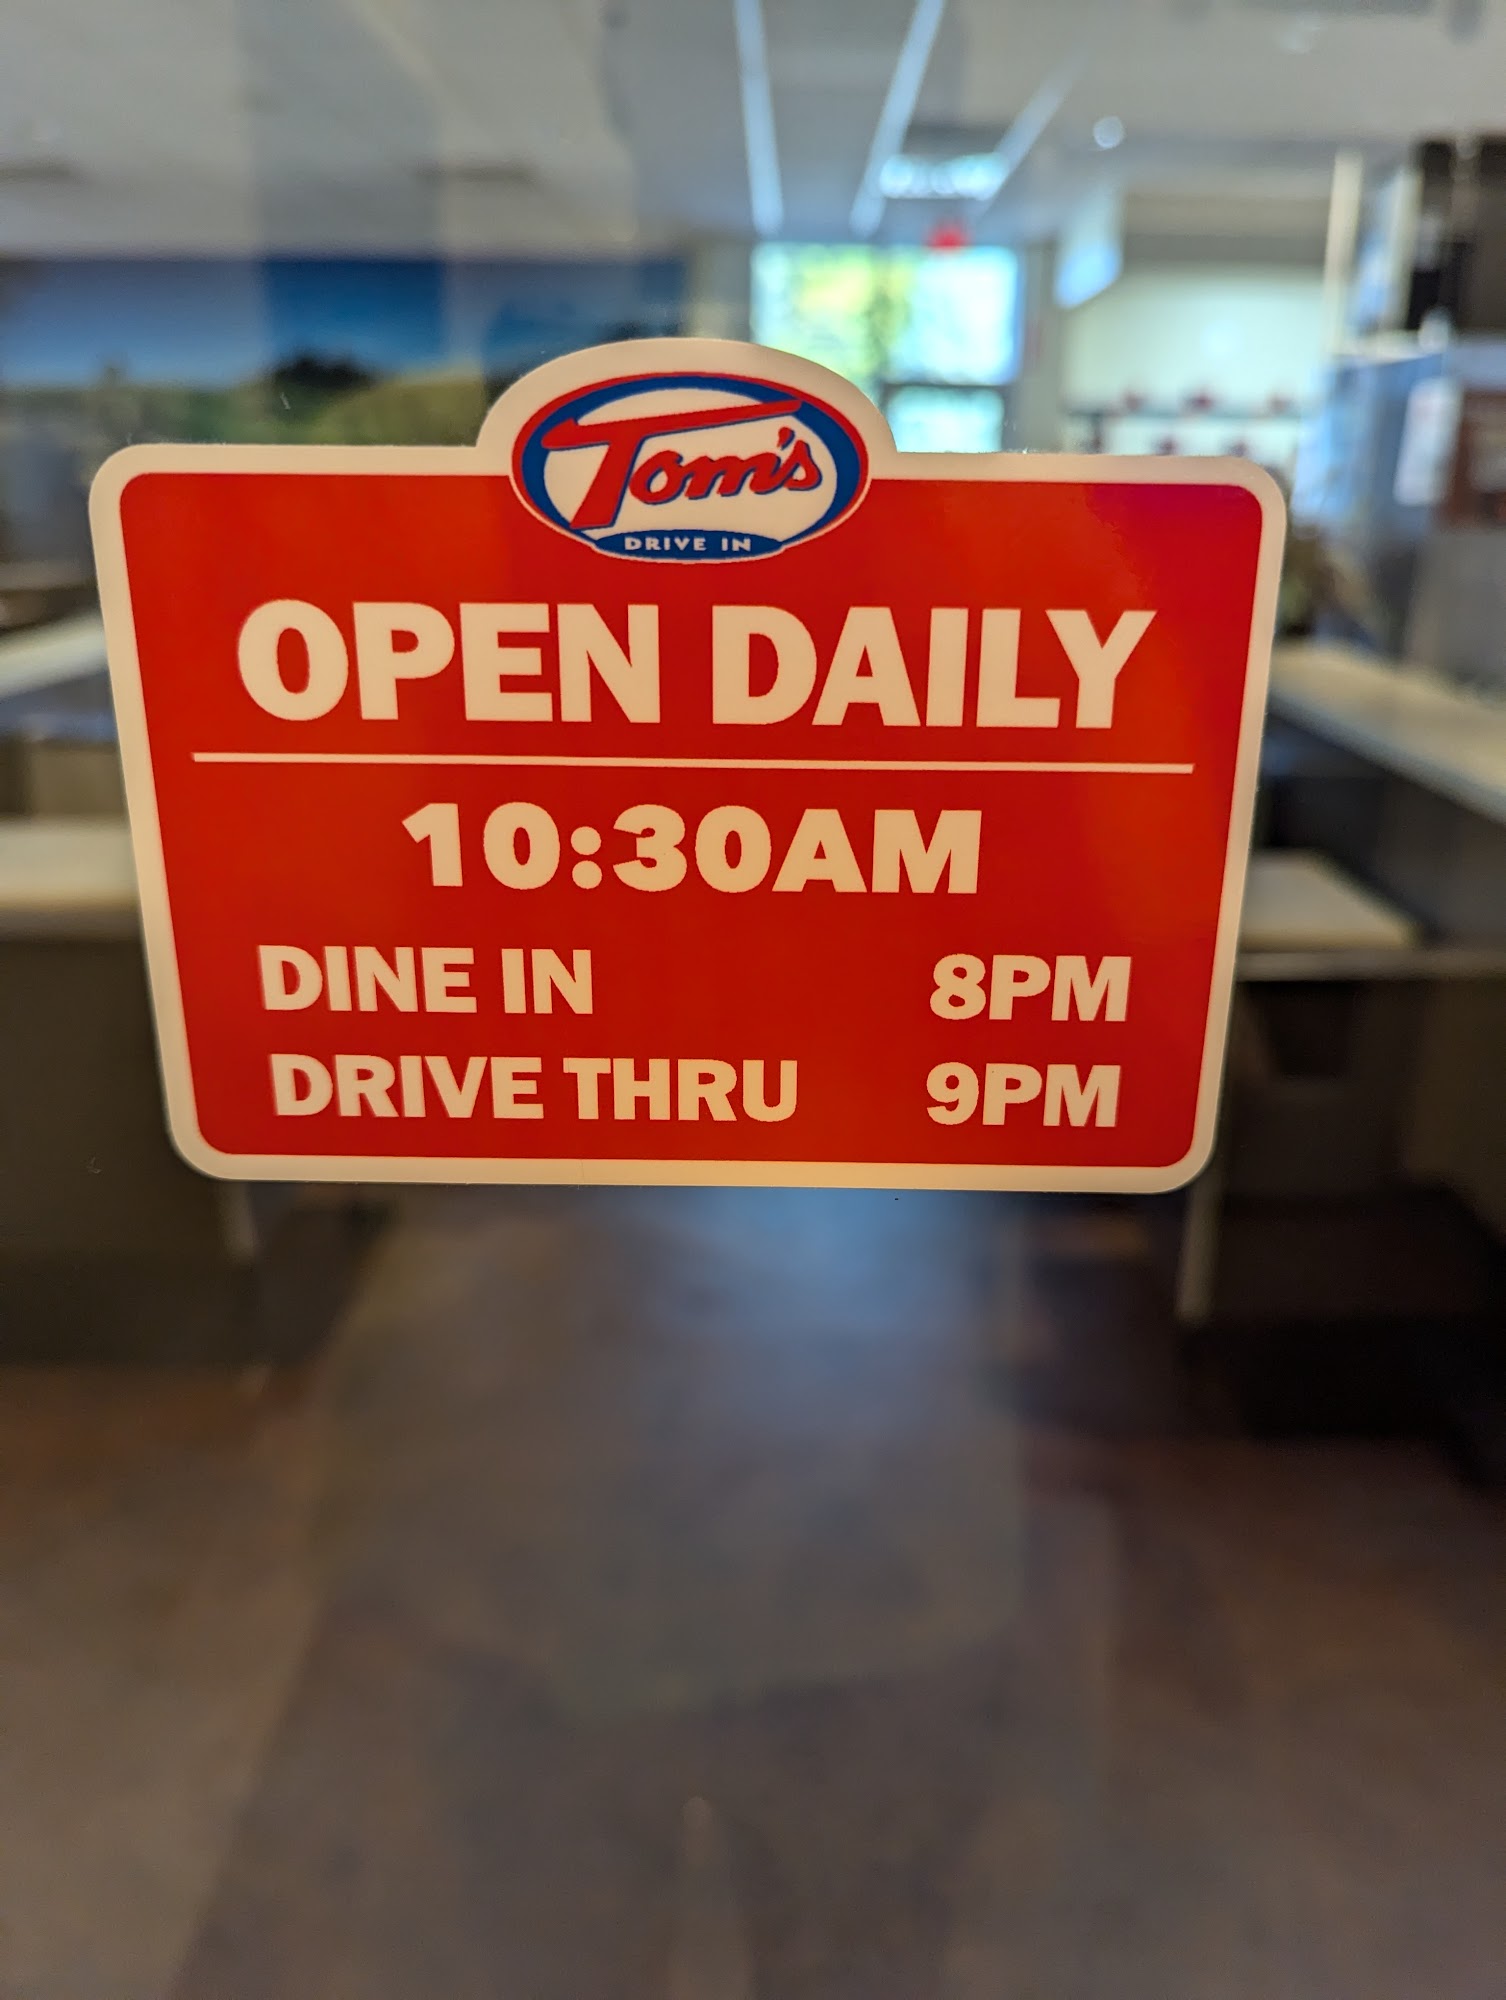 Tom's
DRIVE IN
OPEN DAILY
10:30AM
DINE IN 8PM
DRIVE THRU 9PM